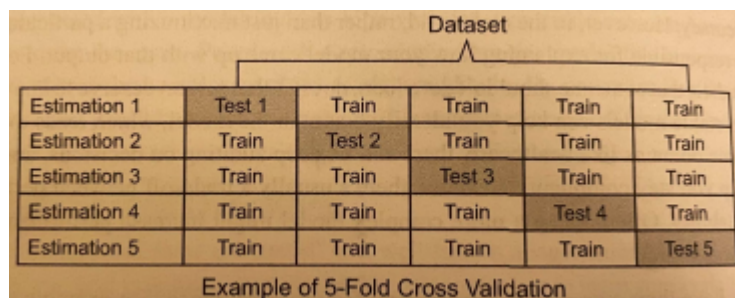 Dataset
Estimation 1 Test 1 Train Train Train Train
Estimation 2 Train Test 2 Train Train Train
Estimation 3 Train Train Test 3 Train Train
Estimation 4 Train Train Train Test 4 Train
Estimation 5 Train Train Train Train Test 5
Example of 5-Fold Cross Validation